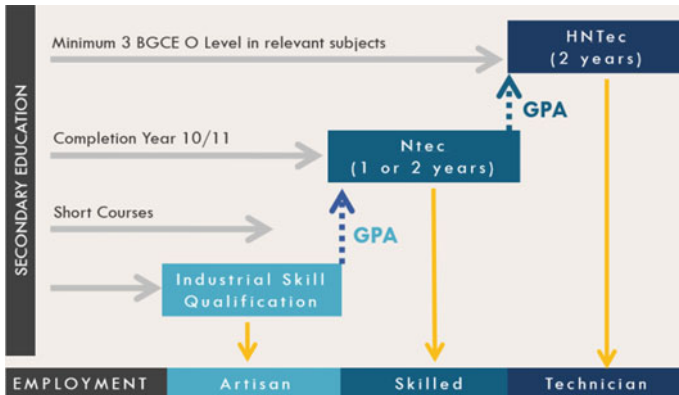 SECONDARY EDUCATION
Minimum 3 BGCE O Level in relevant subjects
HNTec
(2 years)
GPA
Completion Year 10/11
Ntec
(1 or 2 years)
Short Courses
GPA
Industrial Skill
Qualification
EMPLOYMENT
Artisan
Skilled
Technician